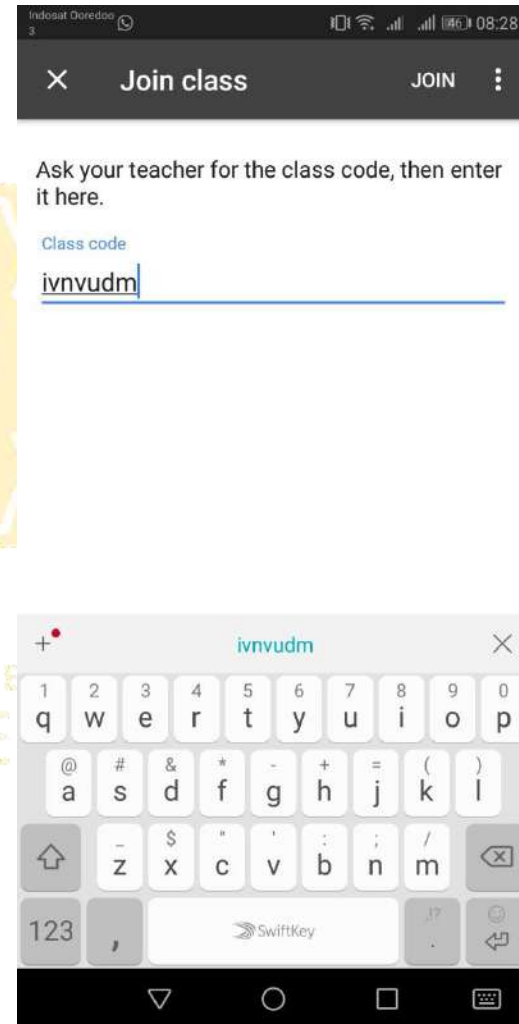 Indosat Ooredoo
3
46 08:28
Join class JOIN
Ask your teacher for the class code, then enter
it here.
Class code
ivnvudm
+ ivnvudm
1 2 3 4 5 6 7 8 9 0
q w e r t y u i o p
@ # & * - + = ( )
a s d f g h j k l
_ $ " ' : ; /
z x c v b n m
123 , SwiftKey ,!? .